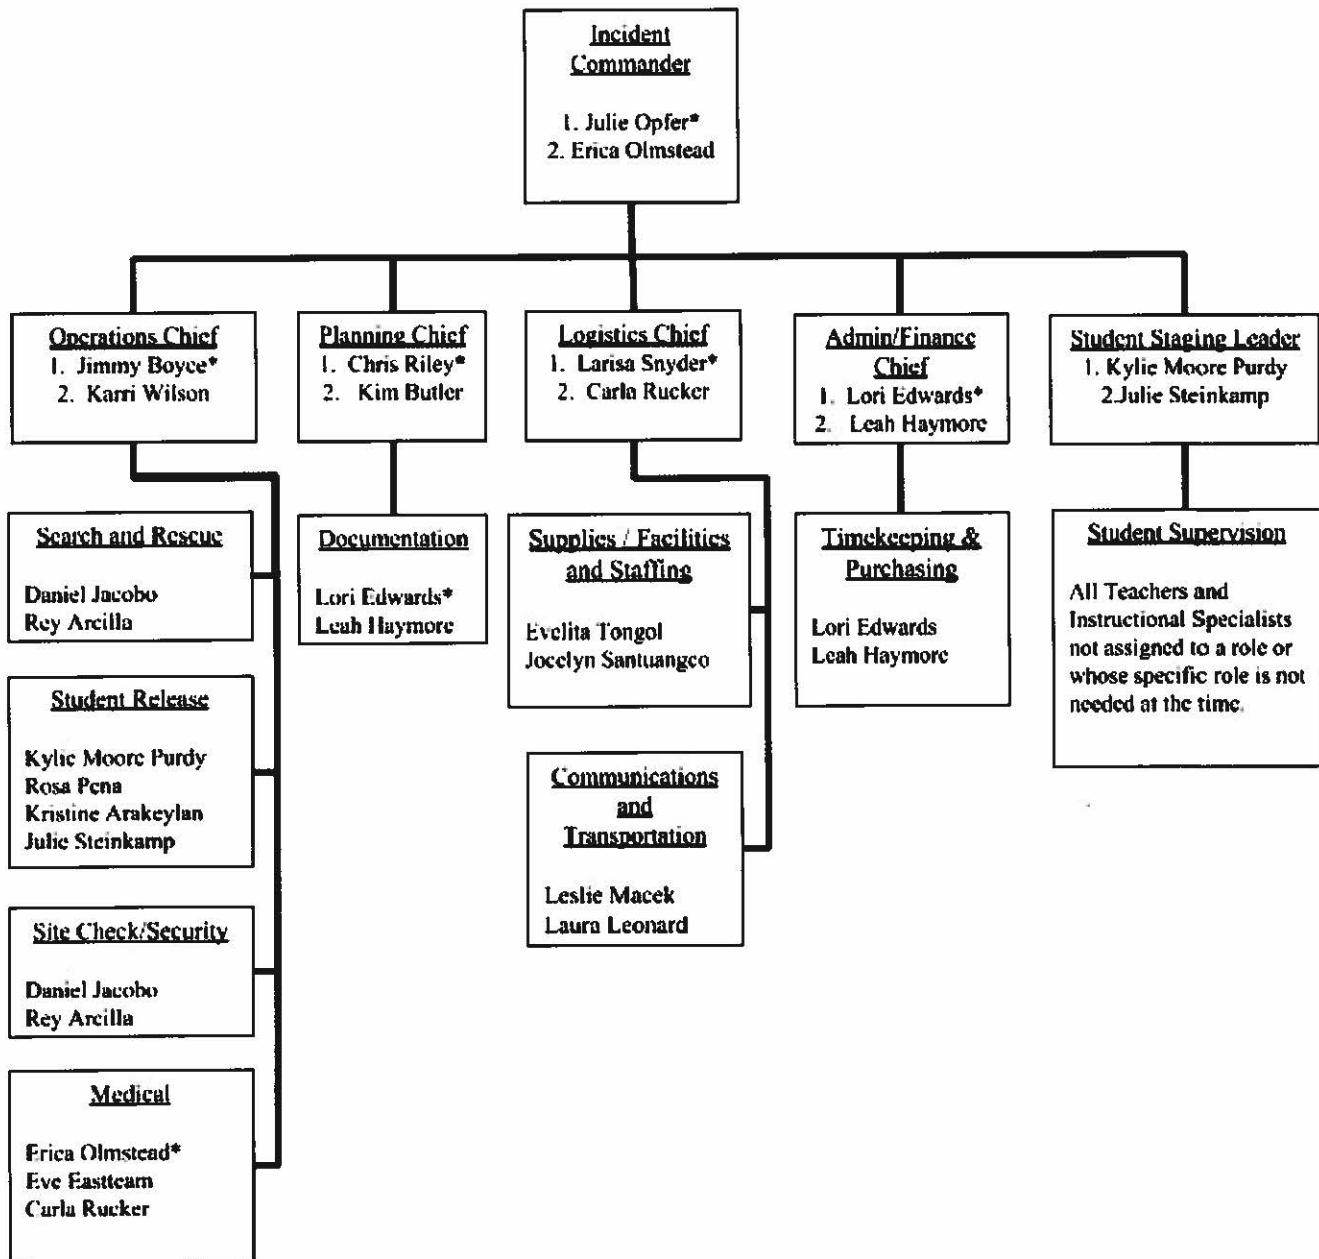 Incident
Commander
1. Julie Opfer*
2. Erica Olmstead
Operations Chief
1. Jimmy Boyce*
2. Karri Wilson
Planning Chief
1. Chris Riley*
2. Kim Butler
Logistics Chief
1. Larisa Snyder*
2. Carla Rucker
Admin/Finance
Chief
1. Lori Edwards*
2. Leah Haymore
Student Staging Leader
1. Kylie Moore Purdy
2.Julie Steinkamp
Search and Rescue
Daniel Jacobo
Rey Arcilla
Documentation
Lori Edwards*
Leah Haymore
Supplies / Facilities
and Staffing
Evelita Tongol
Jocelyn Santuangco
Timekeeping &
Purchasing
Lori Edwards
Leah Haymore
Student Supervision
All Teachers and
Instructional Specialists
not assigned to a role or
whose specific role is not
needed at the time.
Student Release
Kylie Moore Purdy
Rosa Pena
Kristine Arakeylan
Julie Steinkamp
Communications
and
Transportation
Leslie Macek
Laura Leonard
Site Check/Security
Daniel Jacobo
Rey Arcilla
Medical
Erica Olmstead*
Eve Eastteam
Carla Rucker